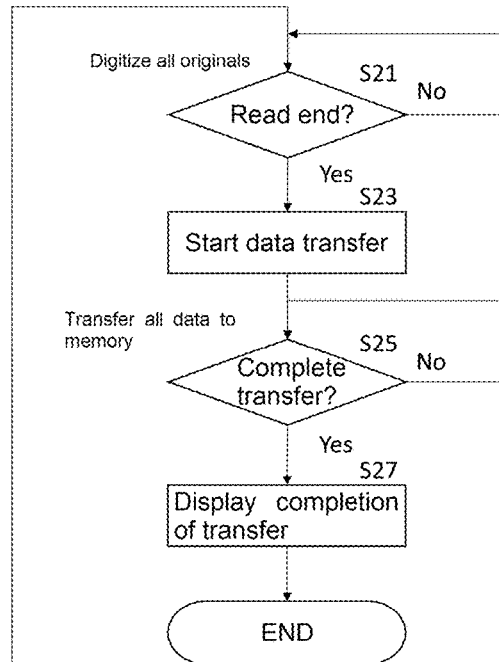 Digitize all originals
S21
Read end?
No
Yes
S23
Start data transfer
Transfer all data to
memory
S25
Complete
transfer?
No
Yes
S27
Display completion
of transfer
END